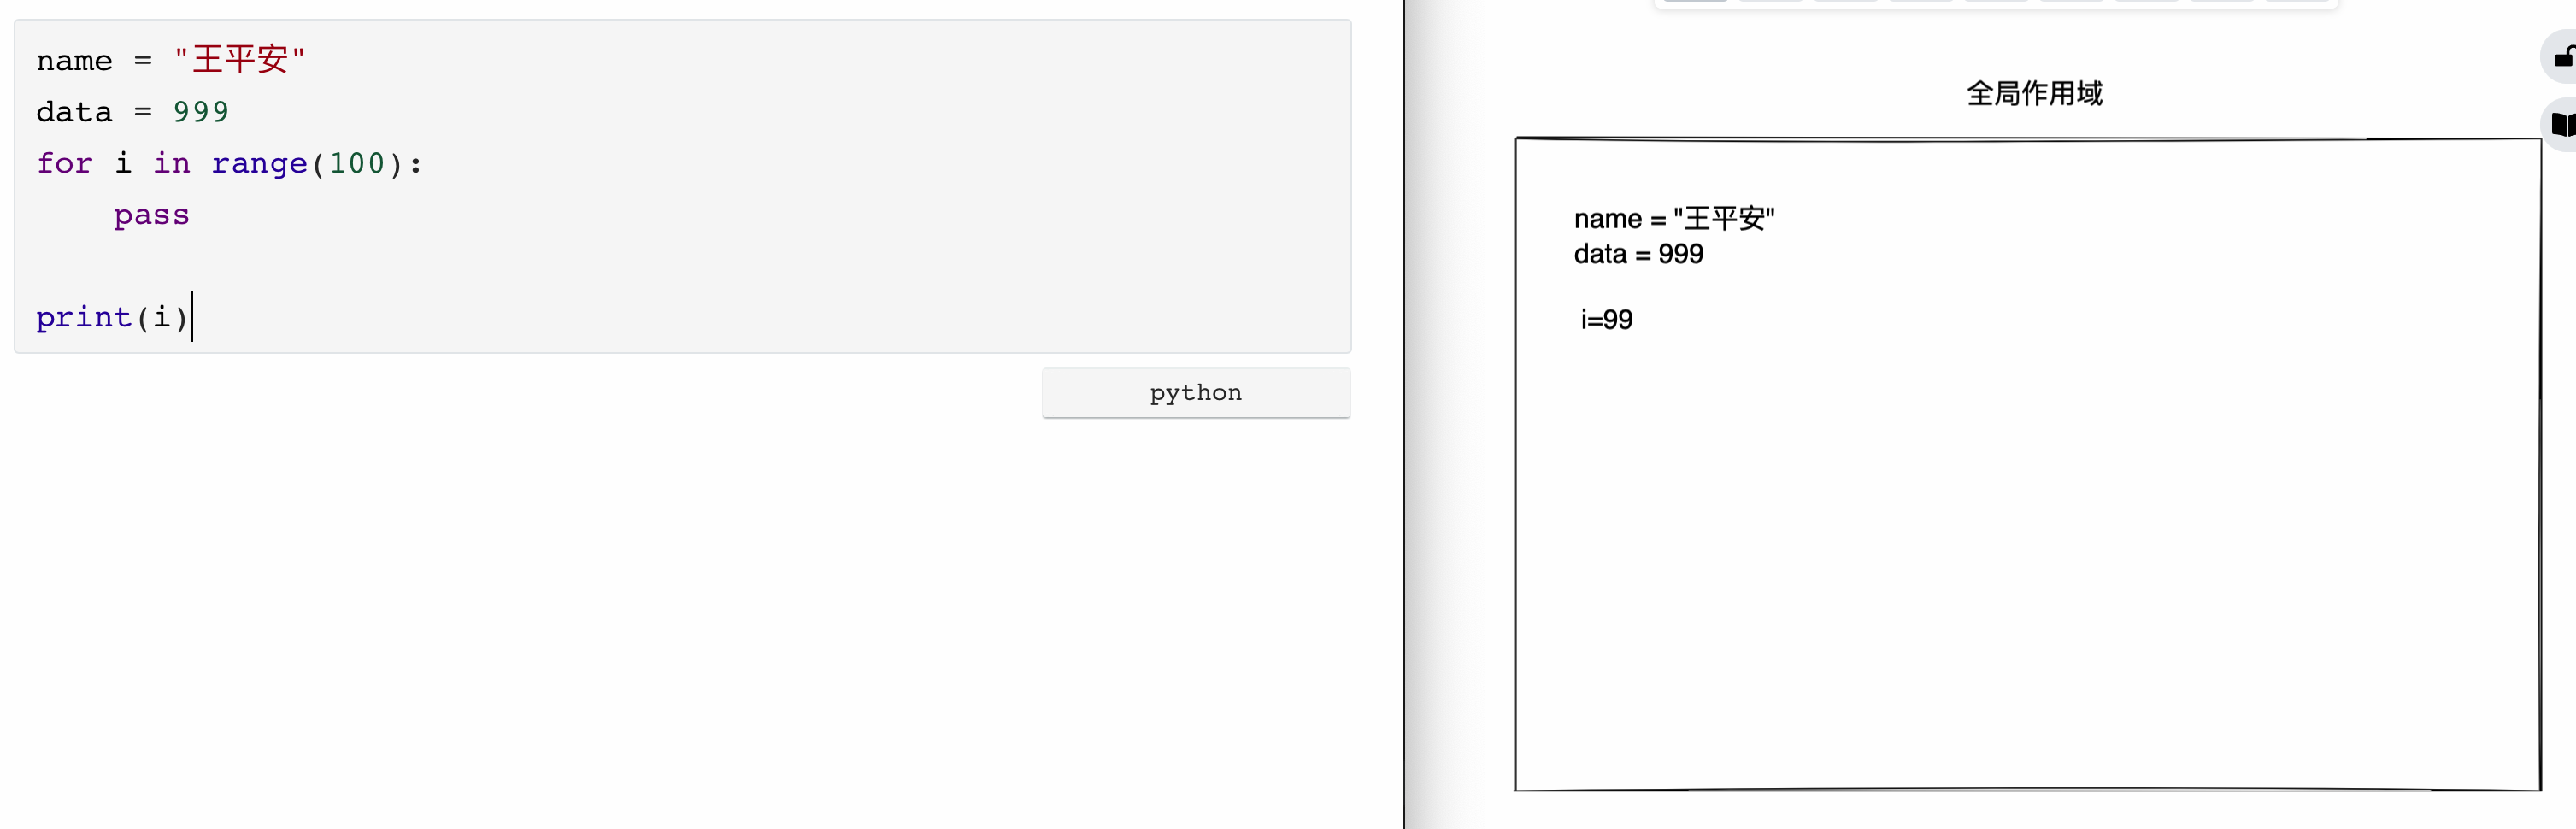 name = "王平安"
data = 999
for i in range(100):
    pass
print(i)
python
全局作用域
name = "王平安"
data = 999
i=99